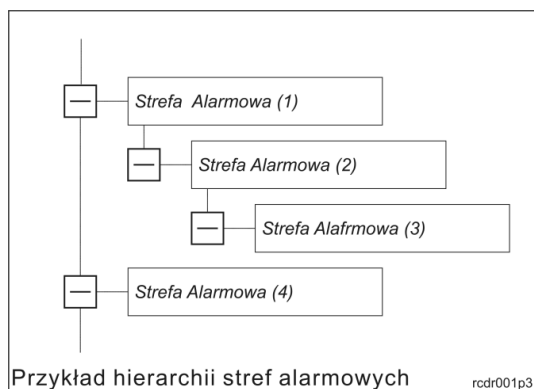 Strefa Alarmowa (1)
Strefa Alarmowa (2)
Strefa Alafrmowa (3)
Strefa Alarmowa (4)
Przykład hierarchii stref alarmowych
rcdr001p3